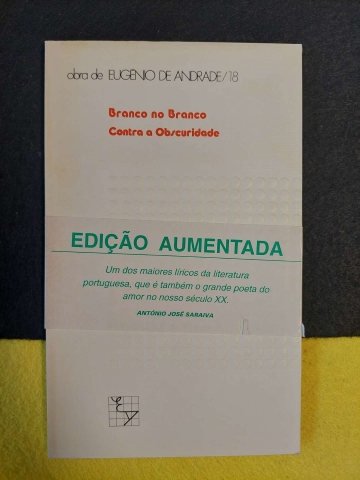 obra de EUGÉNIO DE ANDRADE/18
Branco no Branco
Contra a Obscuridade
EDIÇÃO AUMENTADA
Um dos maiores líricos da literatura
portuguesa, que é também o grande poeta do
amor no nosso século XX.
ANTÓNIO JOSÉ SARAIVA